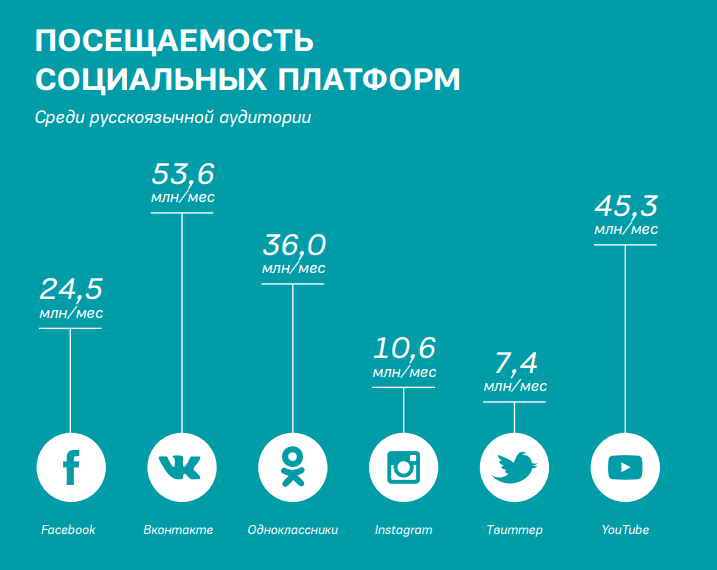 ПОСЕЩАЕМОСТЬ
СОЦИАЛЬНЫХ ПЛАТФОРМ
Среди русскоязычной аудитории
24,5
млн/мес
53,6
млн/мес
36,0
млн/мес
10,6
млн/мес
7,4
млн/мес
45,3
млн/мес
Facebook
Вконтакте
Одноклассники
Instagram
Твиттер
YouTube